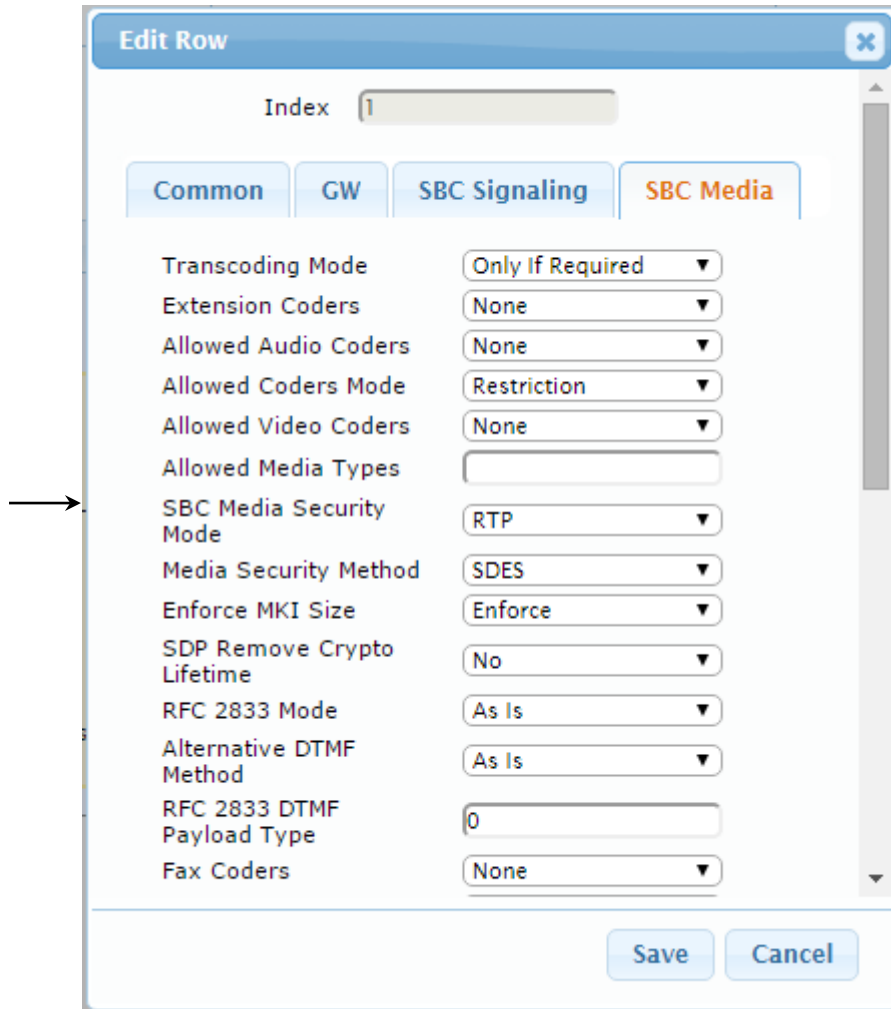 Edit Row
Index 1
Common GW SBC Signaling SBC Media
Transcoding Mode Only If Required
Extension Coders None
Allowed Audio Coders None
Allowed Coders Mode Restriction
Allowed Video Coders None
Allowed Media Types
SBC Media Security
Mode RTP
Media Security Method SDES
Enforce MKI Size Enforce
SDP Remove Crypto
Lifetime No
RFC 2833 Mode As Is
Alternative DTMF
Method As Is
RFC 2833 DTMF
Payload Type 0
Fax Coders None
Save Cancel